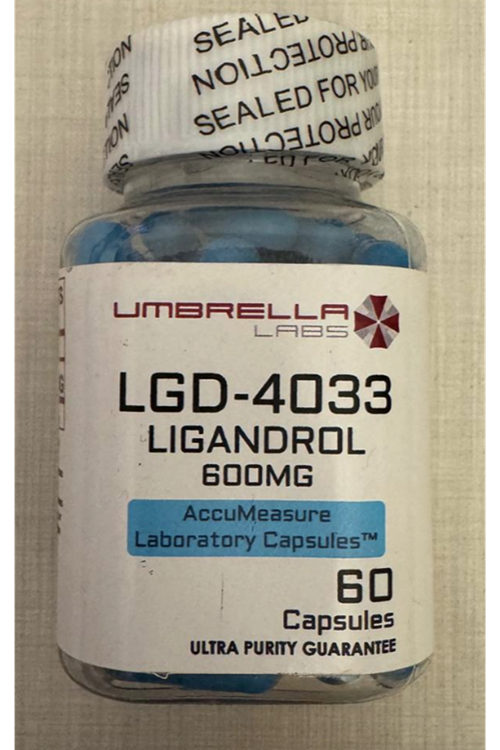 SEALED
PROTECTION
SEALED FOR YOUR
PROTECTION
UMBRELLA
LABS
LGD-4033
LIGANDROL
600MG
AccuMeasure
Laboratory Capsules™
60
Capsules
ULTRA PURITY GUARANTEE